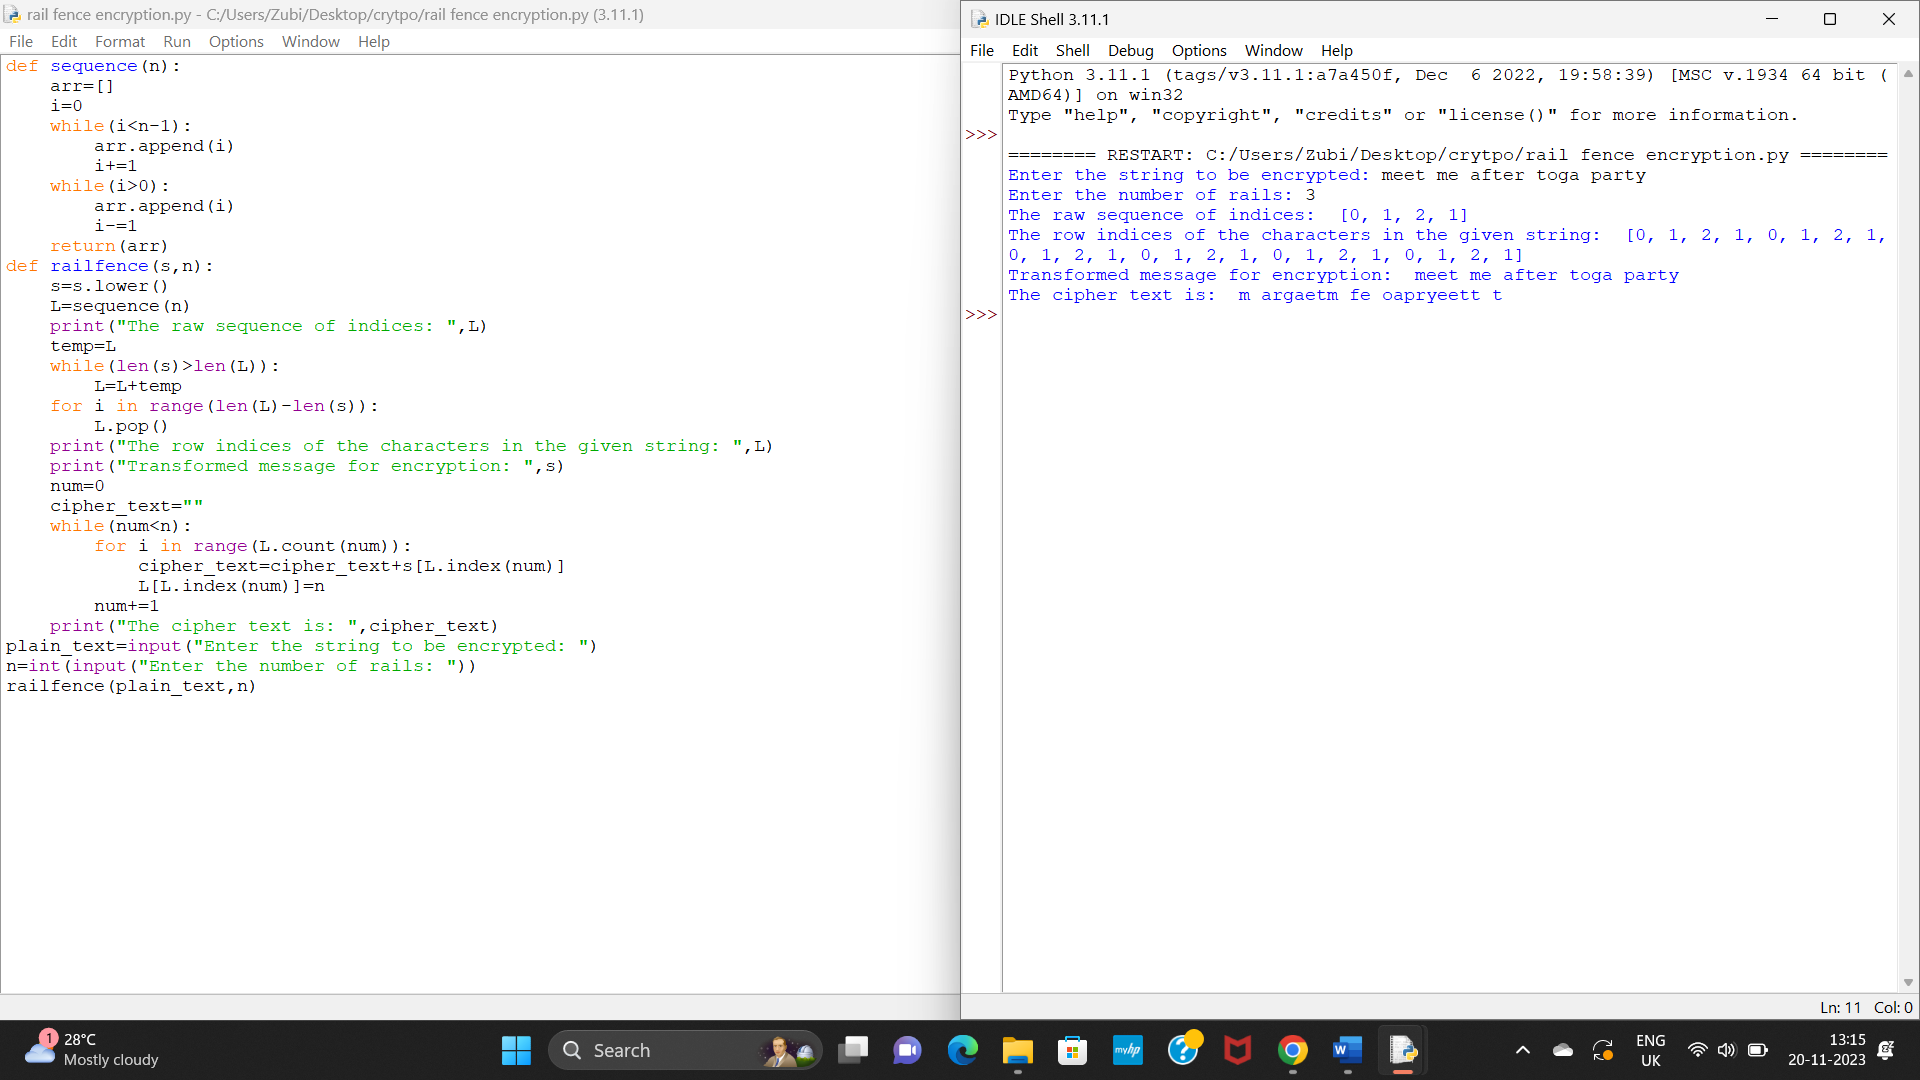 rail fence encryption.py - C:/Users/Zubi/Desktop/crytpo/rail fence encryption.py (3.11.1)
File Edit Format Run Options Window Help
def sequence(n):
    arr=[]
    i=0
    while(i<n-1):
        arr.append(i)
        i+=1
    while(i>0):
        arr.append(i)
        i-=1
    return(arr)
def railfence(s,n):
    s=s.lower()
    L=sequence(n)
    print("The raw sequence of indices: ",L)
    temp=L
    while(len(s)>len(L)):
        L=L+temp
    for i in range(len(L)-len(s)):
        L.pop()
    print("The row indices of the characters in the given string: ",L)
    print("Transformed message for encryption: ",s)
    num=0
    cipher_text=""
    while(num<n):
        for i in range(L.count(num)):
            cipher_text=cipher_text+s[L.index(num)]
            L[L.index(num)]=n
        num+=1
    print("The cipher text is: ",cipher_text)
plain_text=input("Enter the string to be encrypted: ")
n=int(input("Enter the number of rails: "))
railfence(plain_text,n)
IDLE Shell 3.11.1
File Edit Shell Debug Options Window Help
Python 3.11.1 (tags/v3.11.1:a7a450f, Dec  6 2022, 19:58:39) [MSC v.1934 64 bit (
AMD64)] on win32
Type "help", "copyright", "credits" or "license()" for more information.
>>>
======== RESTART: C:/Users/Zubi/Desktop/crytpo/rail fence encryption.py ========
Enter the string to be encrypted: meet me after toga party
Enter the number of rails: 3
The raw sequence of indices:  [0, 1, 2, 1]
The row indices of the characters in the given string:  [0, 1, 2, 1, 0, 1, 2, 1,
0, 1, 2, 1, 0, 1, 2, 1, 0, 1, 2, 1, 0, 1, 2, 1]
Transformed message for encryption:  meet me after toga party
The cipher text is:  m argaetm fe oapryeett t
>>>
Ln: 11 Col: 0
1
28°C
Mostly cloudy
Search
myhp
ENG
UK
13:15
20-11-2023